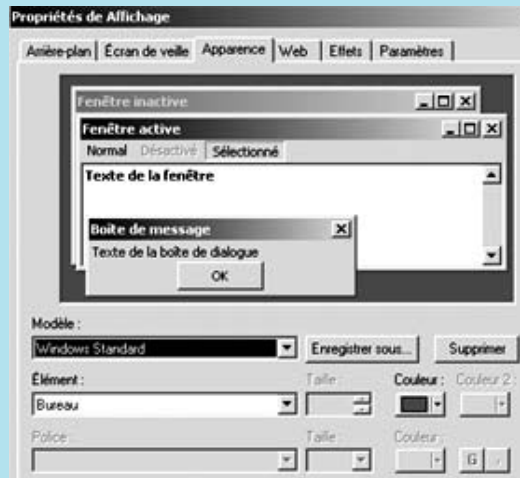 Propriétés de Affichage
Arrière-plan Écran de veille Apparence Web Effets Paramètres
Fenêtre inactive
Fenêtre active
Normal Désactivé Sélectionné
Texte de la fenêtre
Boîte de message
Texte de la boîte de dialogue
OK
Modèle :
Windows Standard Enregistrer sous... Supprimer
Élément : Taille : Couleur : Couleur 2 :
Bureau
Police : Taille : Couleur :
G